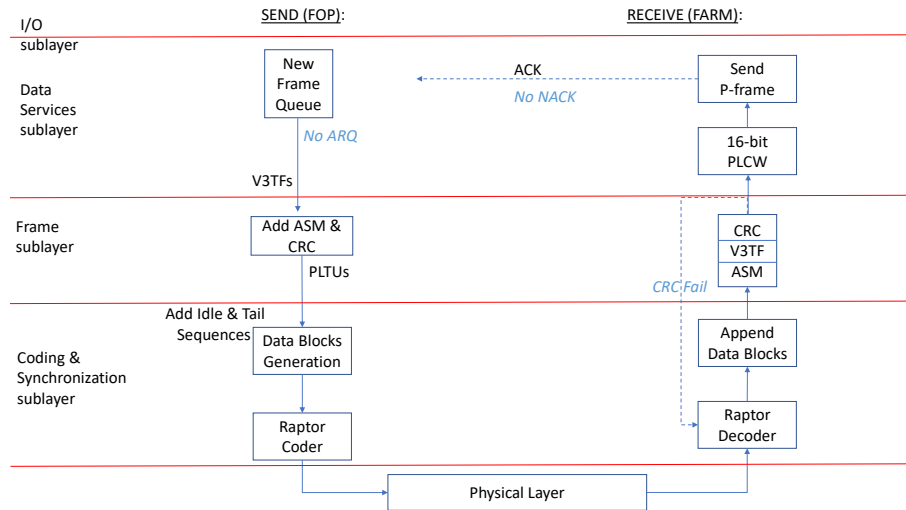 SEND (FOP):
RECEIVE (FARM):
I/O
sublayer
New
Frame
Queue
ACK
No NACK
Send
P-frame
Data
Services
sublayer
No ARQ
16-bit
PLCW
V3TFs
Frame
sublayer
Add ASM &
CRC
CRC
V3TF
ASM
PLTUs
CRC Fail
Add Idle & Tail
Sequences
Data Blocks
Generation
Append
Data Blocks
Coding &
Synchronization
sublayer
Raptor
Coder
Raptor
Decoder
Physical Layer